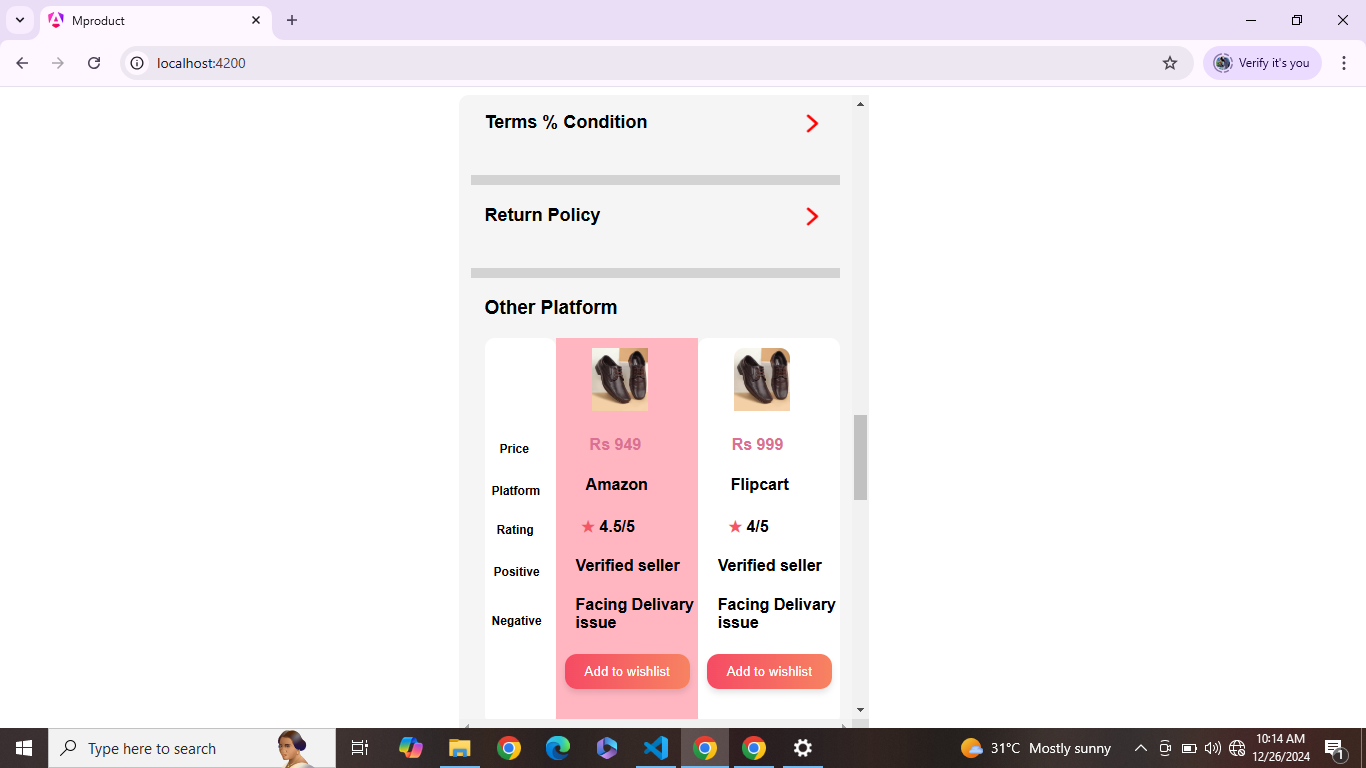 Mproduct
localhost:4200
Verify it's you
Terms % Condition
Return Policy
Other Platform
Price Rs 949 Rs 999
Platform Amazon Flipcart
Rating ★ 4.5/5 ★ 4/5
Positive Verified seller Verified seller
Negative Facing Delivary issue Facing Delivary issue
Add to wishlist Add to wishlist
Type here to search
31°C Mostly sunny
10:14 AM
12/26/2024
1